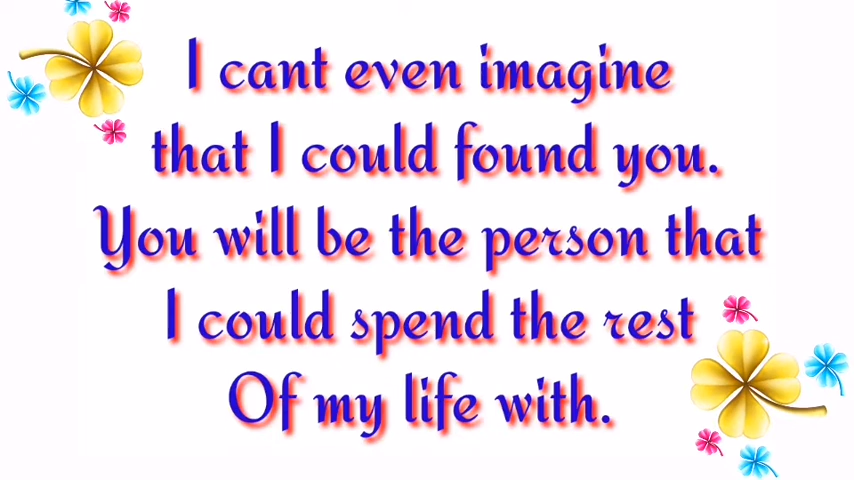 I cant even imagine
that I could found you.
You will be the person that
I could spend the rest
Of my life with.